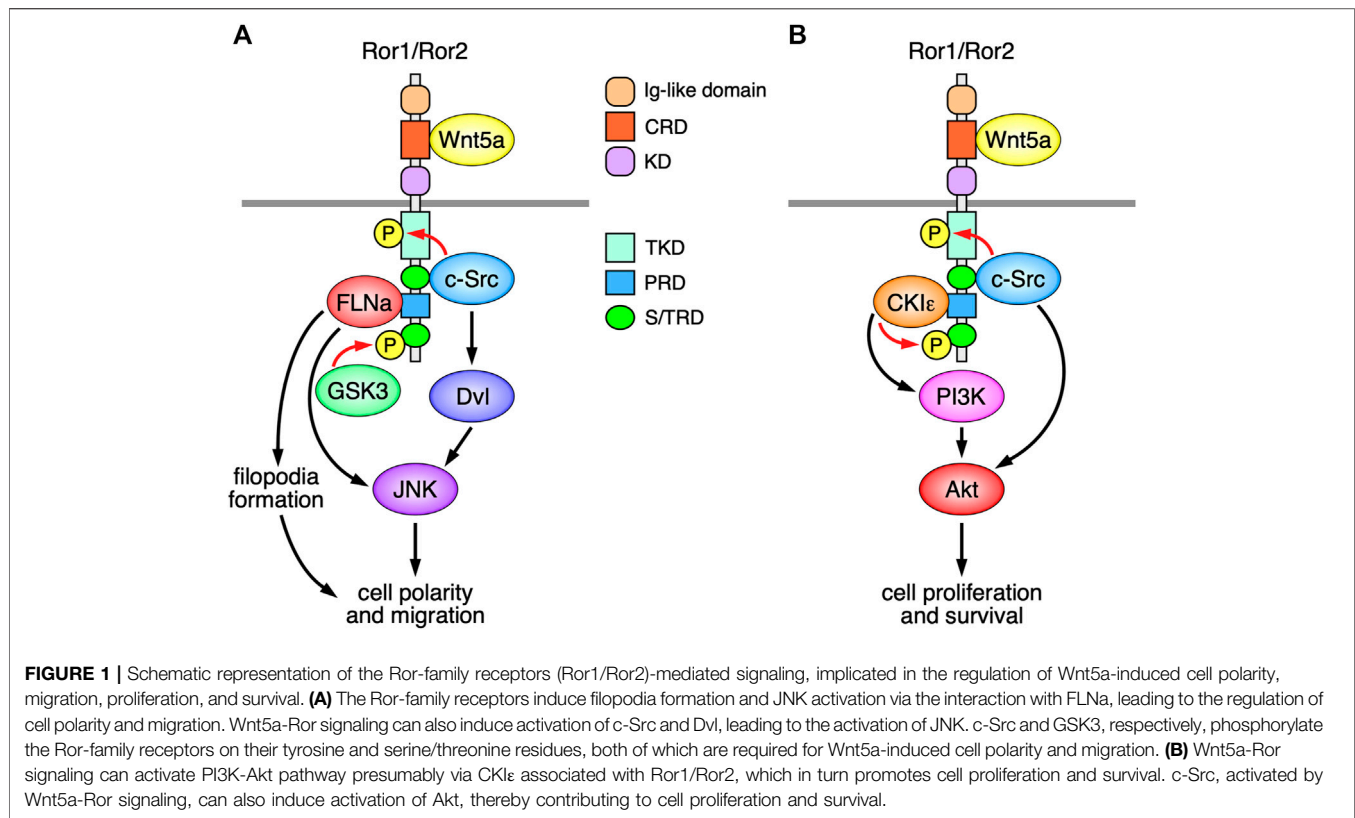 A
Ror1/Ror2
Wnt5a
P
c-Src
FLNa
P
GSK3
Dvl
filopodia
formation
JNK
cell polarity
and migration
Ig-like domain
CRD
KD
TKD
PRD
S/TRD
B
Ror1/Ror2
Wnt5a
P
c-Src
CKIε
P
PI3K
Akt
cell proliferation
and survival
FIGURE 1 | Schematic representation of the Ror-family receptors (Ror1/Ror2)-mediated signaling, implicated in the regulation of Wnt5a-induced cell polarity,
migration, proliferation, and survival. (A) The Ror-family receptors induce filopodia formation and JNK activation via the interaction with FLNa, leading to the regulation of
cell polarity and migration. Wnt5a-Ror signaling can also induce activation of c-Src and Dvl, leading to the activation of JNK. c-Src and GSK3, respectively, phosphorylate
the Ror-family receptors on their tyrosine and serine/threonine residues, both of which are required for Wnt5a-induced cell polarity and migration. (B) Wnt5a-Ror
signaling can activate PI3K-Akt pathway presumably via CKIε associated with Ror1/Ror2, which in turn promotes cell proliferation and survival. c-Src, activated by
Wnt5a-Ror signaling, can also induce activation of Akt, thereby contributing to cell proliferation and survival.